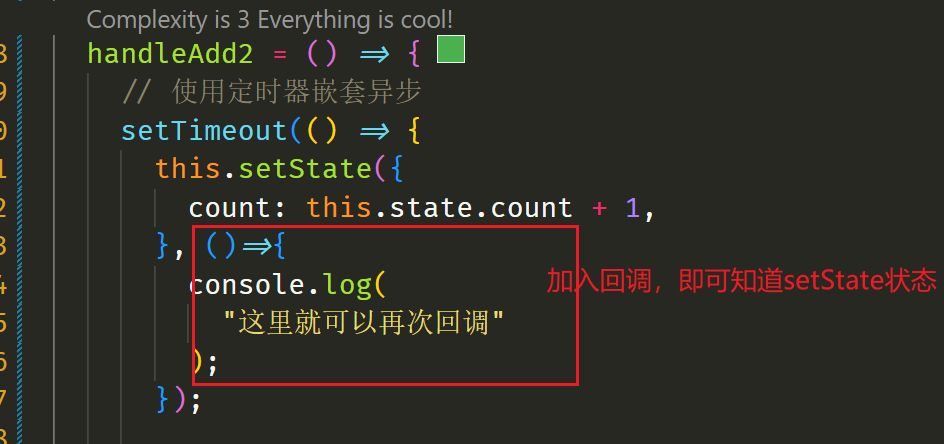 Complexity is 3 Everything is cool!
8 handleAdd2 = () => {
9 // 使用定时器嵌套异步
0 setTimeout(() => {
1 this.setState({
2 count: this.state.count + 1,
3 }, ()=>{
4 console.log( 加入回调，即可知道setState状态
5 "这里就可以再次回调"
6 );
7 });
8